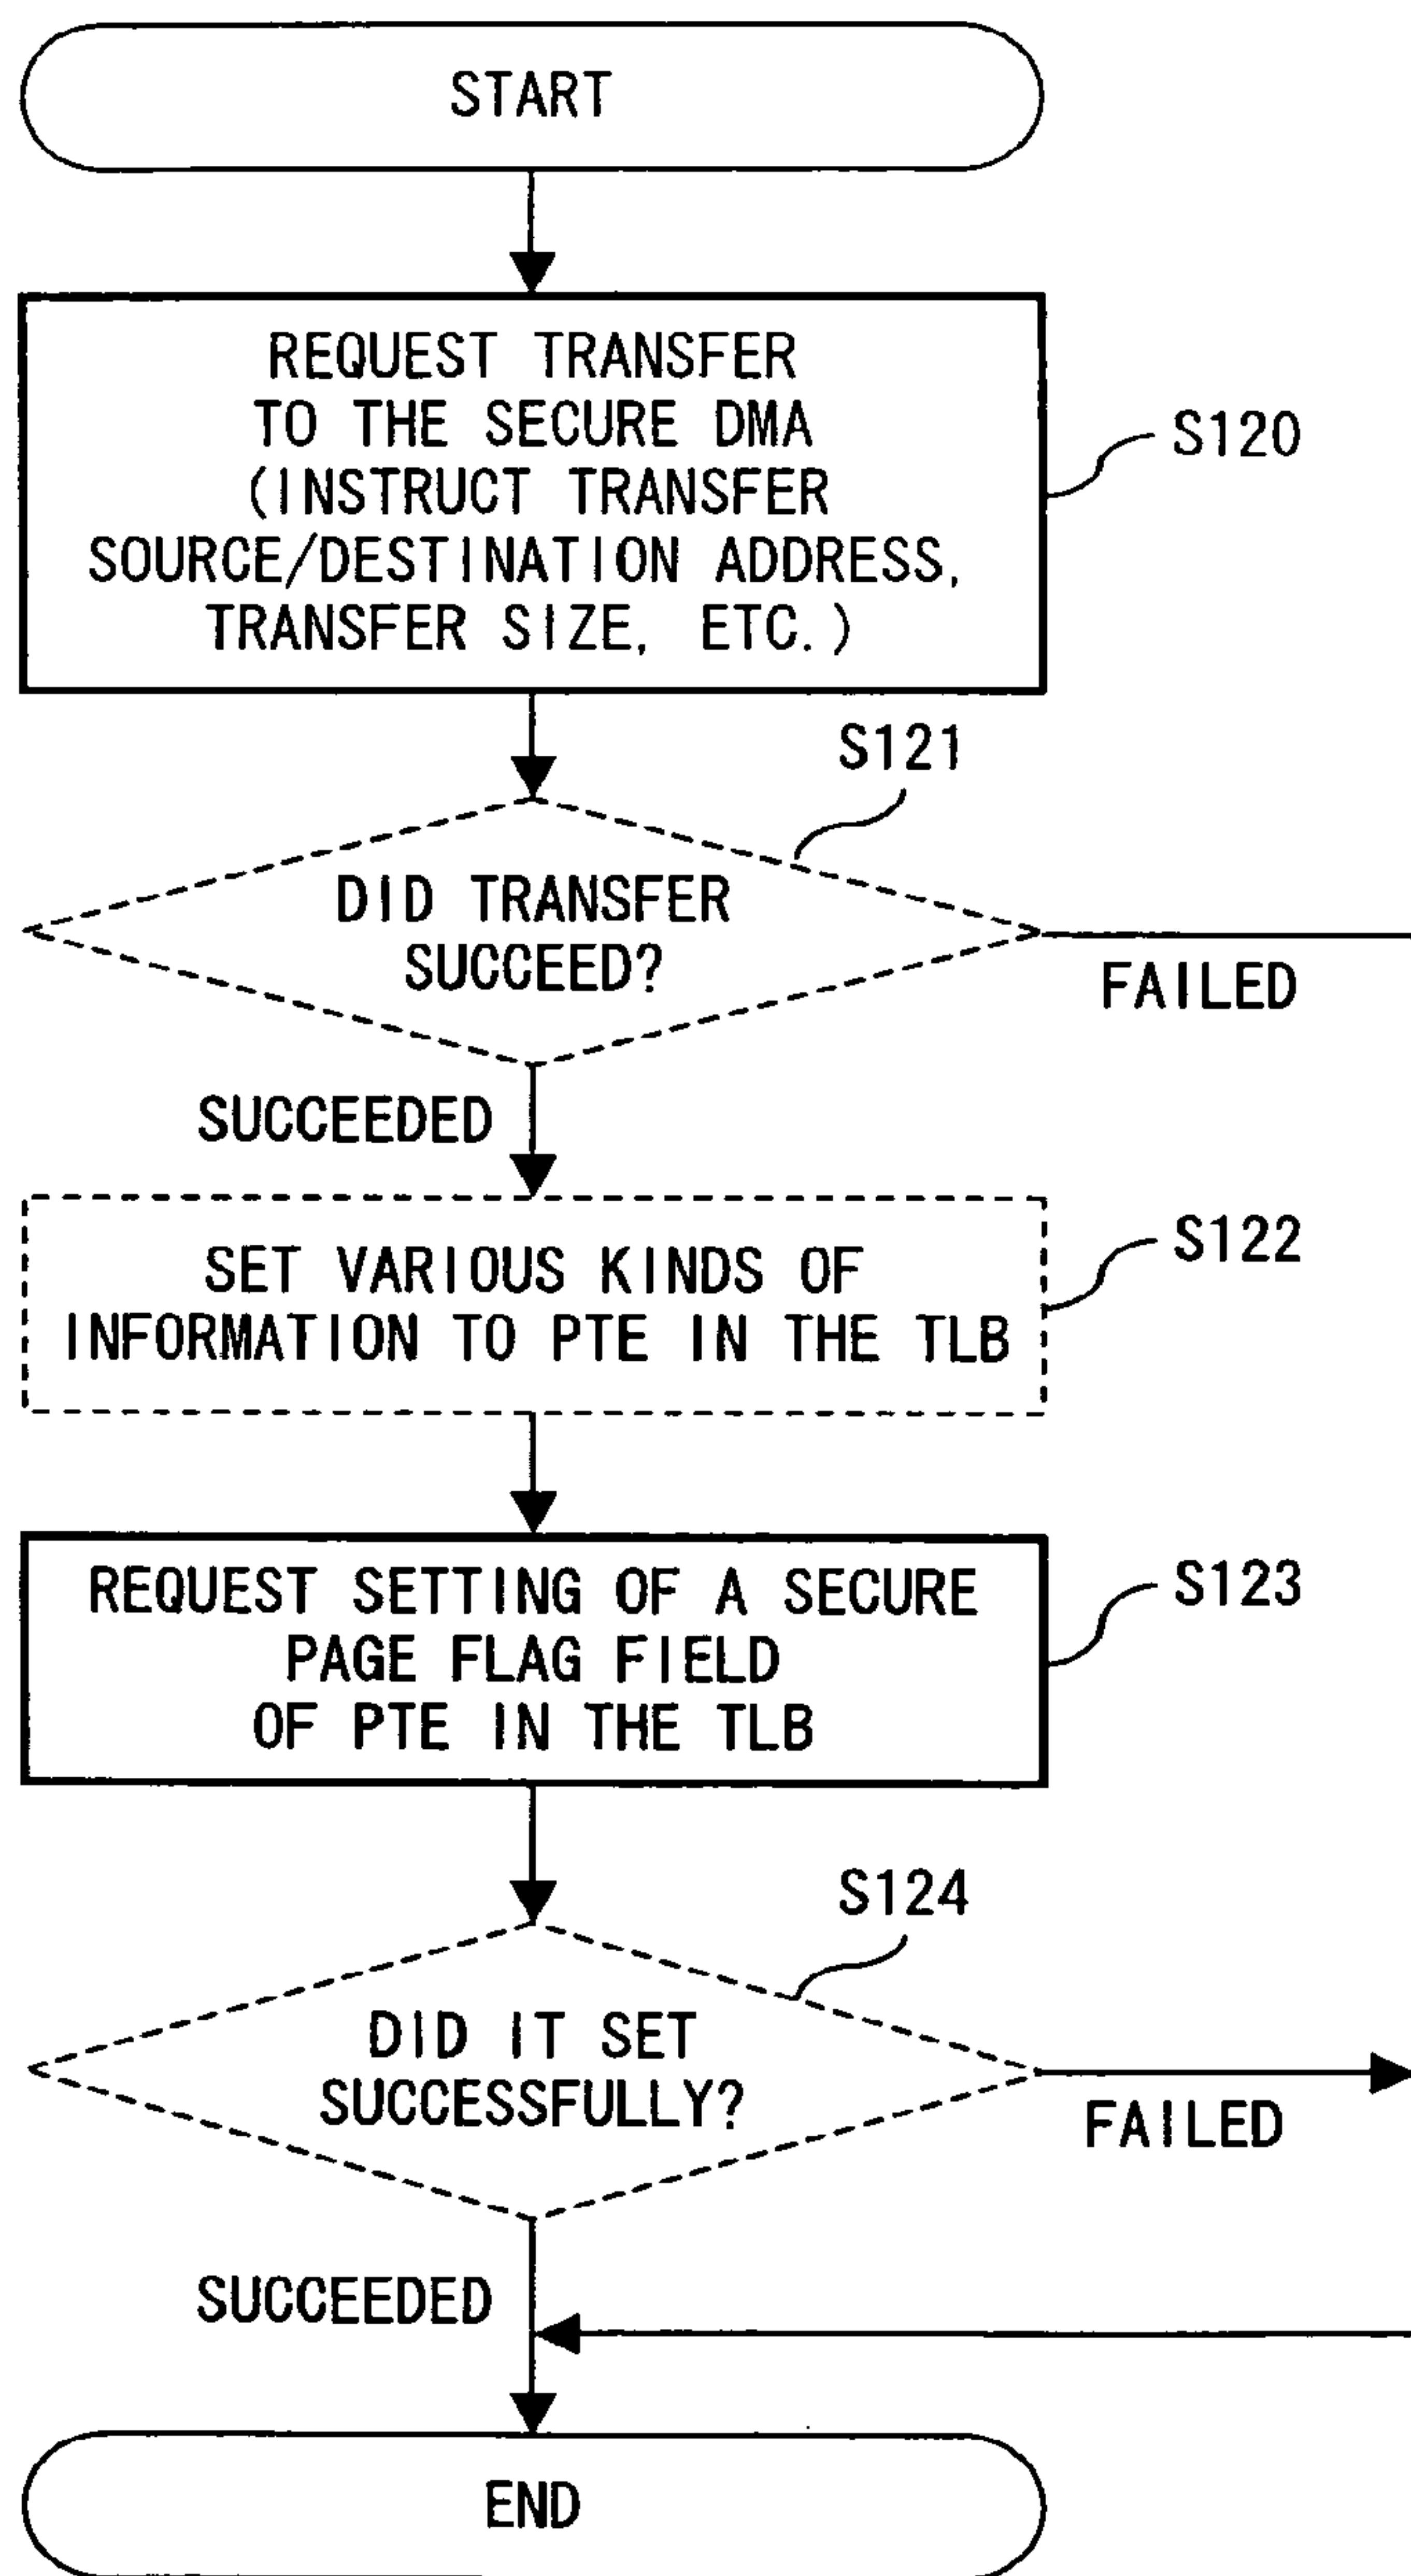 START
REQUEST TRANSFER
TO THE SECURE DMA
(INSTRUCT TRANSFER
SOURCE/DESTINATION ADDRESS,
TRANSFER SIZE, ETC.)
S120
S121
DID TRANSFER
SUCCEED?
FAILED
SUCCEEDED
SET VARIOUS KINDS OF
INFORMATION TO PTE IN THE TLB
S122
REQUEST SETTING OF A SECURE
PAGE FLAG FIELD
OF PTE IN THE TLB
S123
S124
DID IT SET
SUCCESSFULLY?
FAILED
SUCCEEDED
END